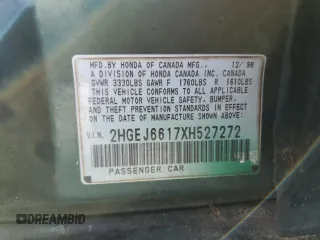 MFD.BY HONDA OF CANADA MFG., 12/98
A DIVISION OF HONDA CANADA INC. CANADA
GVWR 3330LBS GAWR F 1760LBS R 1610LBS
THIS VEHICLE CONFORMS TO ALL APPLICABLE
FEDERAL MOTOR VEHICLE SAFETY, BUMPER,
AND THEFT PREVENTION STANDARDS IN EFFECT
ON THE DATE OF MANUFACTURE SHOWN ABOVE.
V.I.N. 2HGEJ6617XH527272
PASSENGER CAR
© DREAMBID